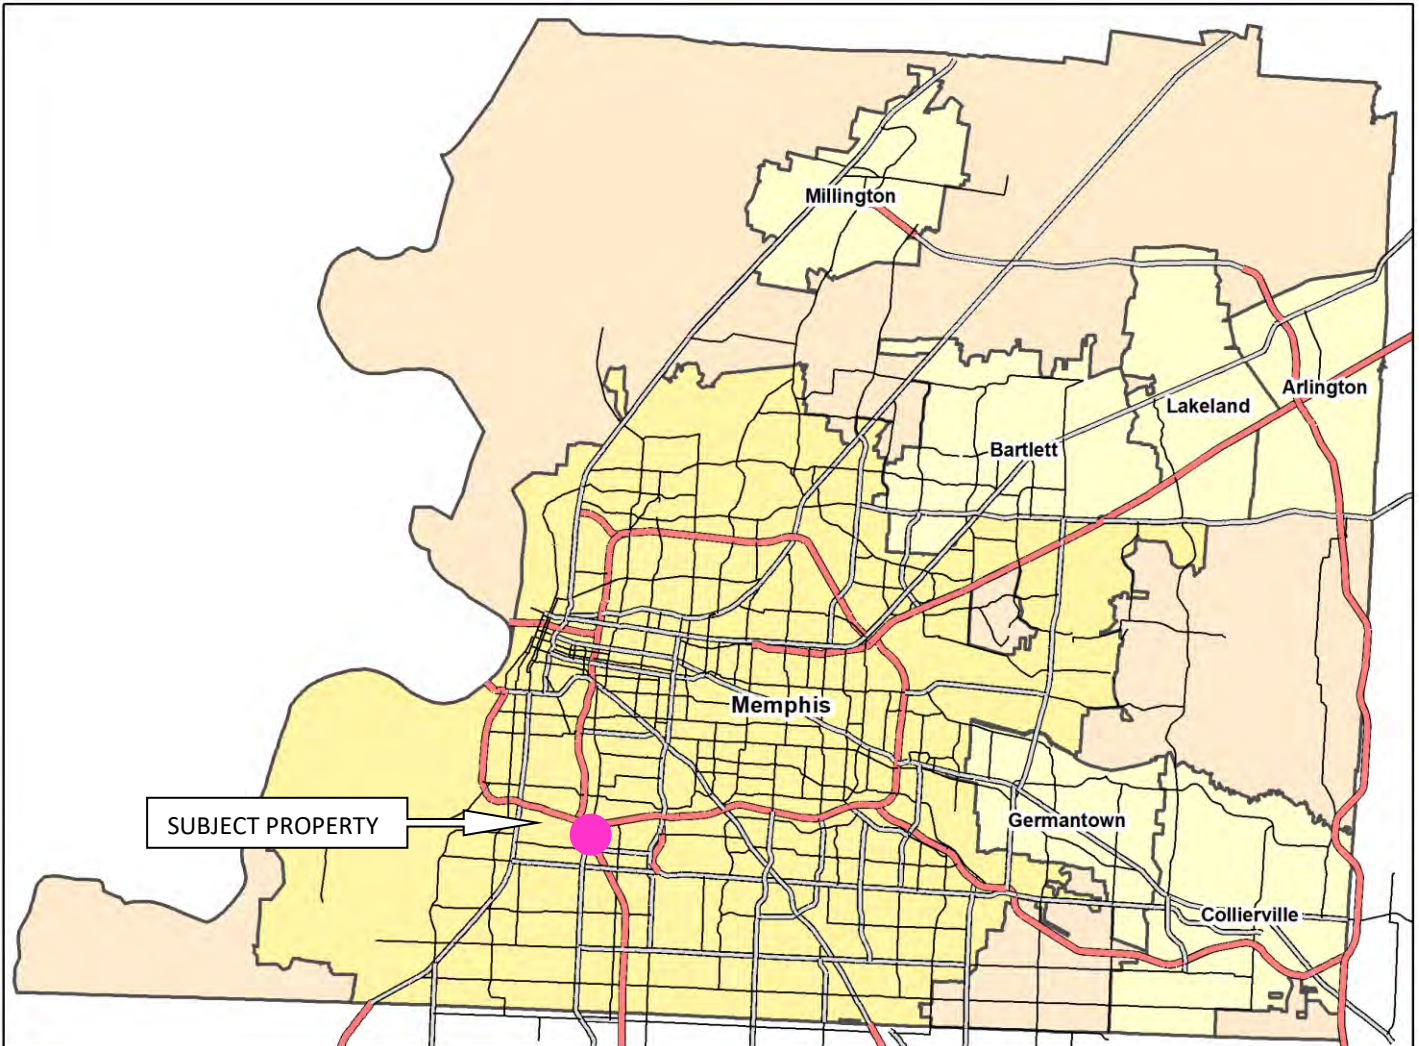 Millington
Arlington
Lakeland
Bartlett
Memphis
SUBJECT PROPERTY
Germantown
Collierville